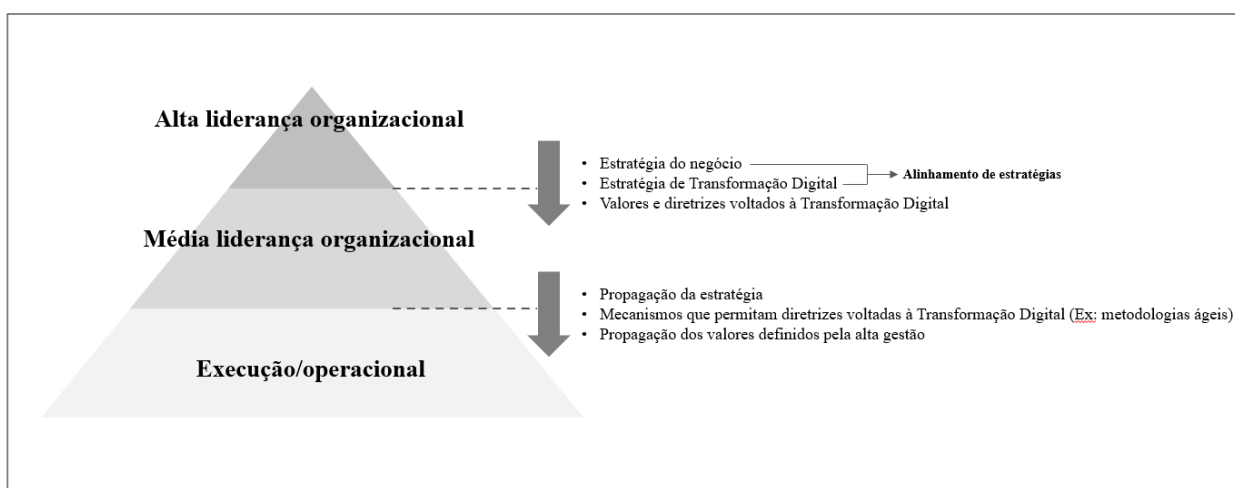 Alta liderança organizacional
• Estratégia do negócio
• Estratégia de Transformação Digital
Alinhamento de estratégias
• Valores e diretrizes voltados à Transformação Digital
Média liderança organizacional
• Propagação da estratégia
• Mecanismos que permitam diretrizes voltadas à Transformação Digital (Ex: metodologias ágeis)
• Propagação dos valores definidos pela alta gestão
Execução/operacional